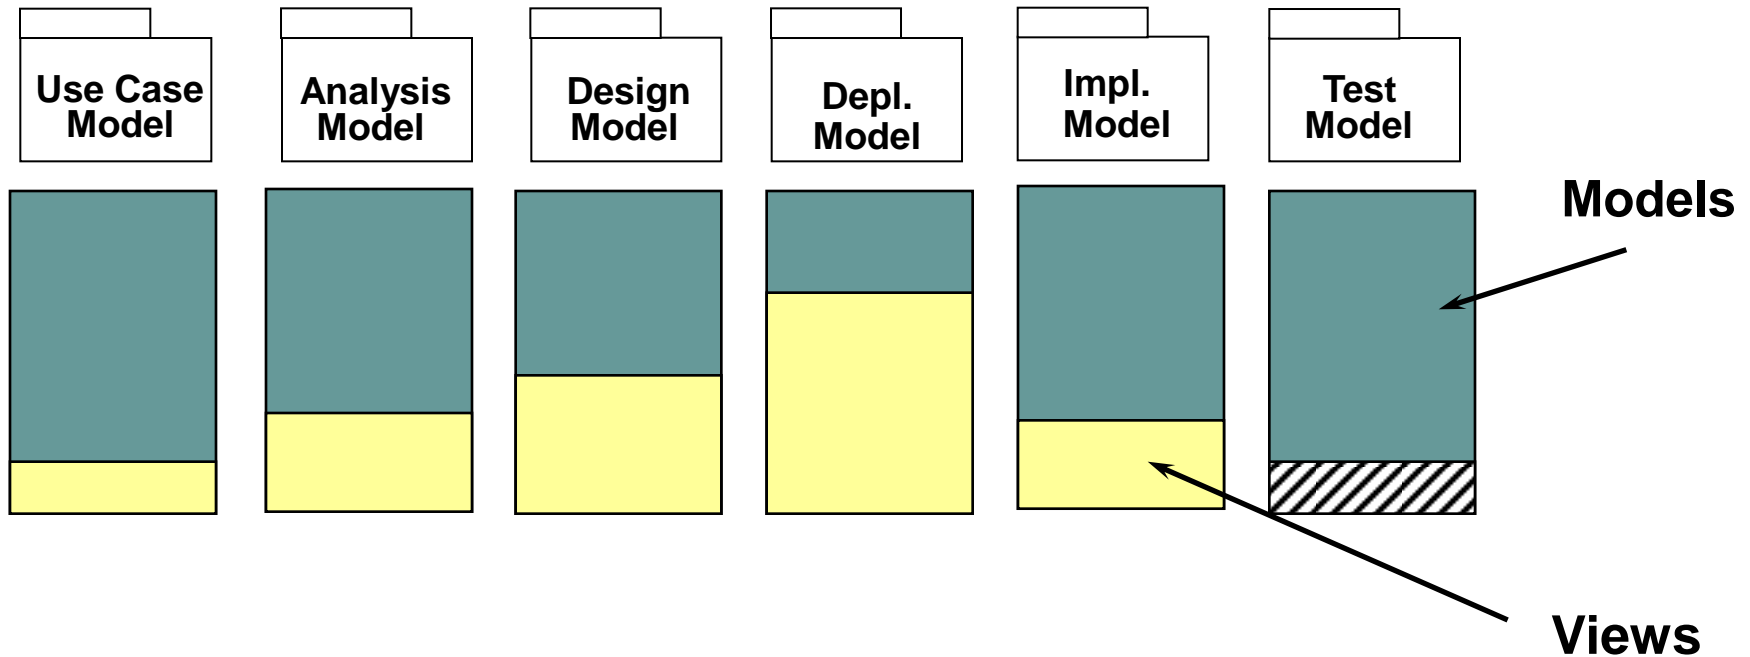 Use Case
Model
Analysis
Model
Design
Model
Depl.
Model
Impl.
Model
Test
Model
Models
Views